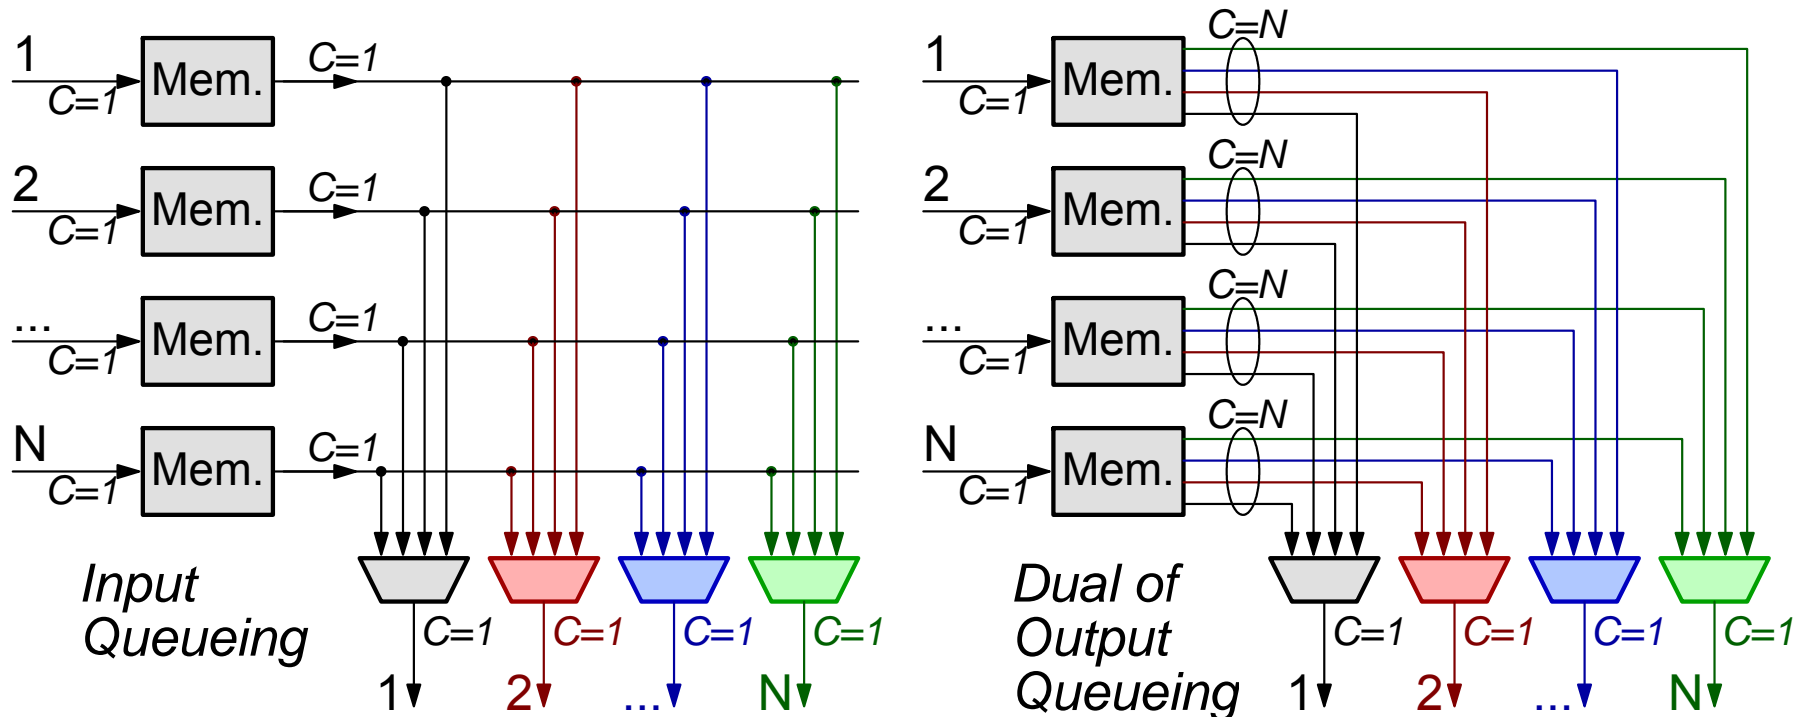 1
C=1
Mem.
C=1
2
C=1
Mem.
C=1
...
C=1
Mem.
C=1
N
C=1
Mem.
C=1
Input
Queueing
C=1
C=1
C=1
C=1
1
2
...
N
1
C=1
Mem.
C=N
2
C=1
Mem.
C=N
...
C=1
Mem.
C=N
N
C=1
Mem.
C=N
Dual of
Output
Queueing
C=1
C=1
C=1
C=1
1
2
...
N